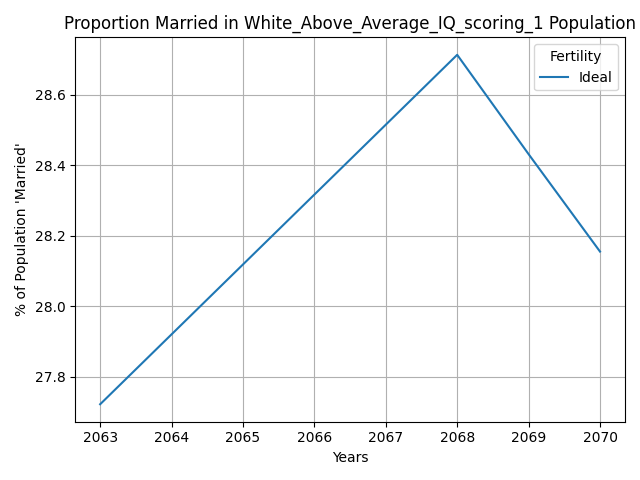 Proportion Married in White_Above_Average_IQ_scoring_1 Population
Fertility
Ideal
% of Population 'Married'
28.6
28.4
28.2
28.0
27.8
2063 2064 2065 2066 2067 2068 2069 2070
Years